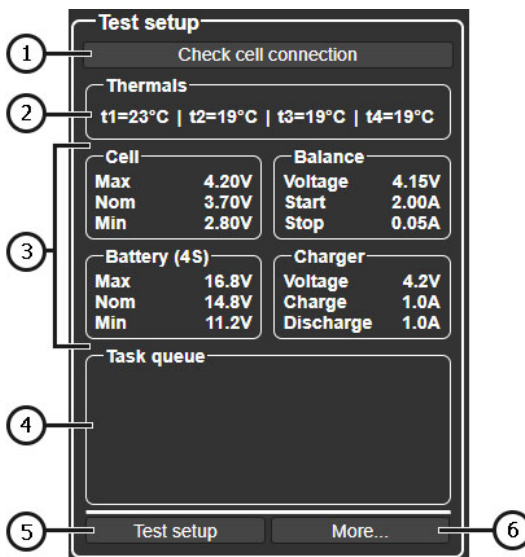 Test setup
1
Check cell connection
Thermals
2
t1=23°C | t2=19°C | t3=19°C | t4=19°C
3
Cell
Max 4.20V
Nom 3.70V
Min 2.80V
Balance
Voltage 4.15V
Start 2.00A
Stop 0.05A
Battery (4S)
Max 16.8V
Nom 14.8V
Min 11.2V
Charger
Voltage 4.2V
Charge 1.0A
Discharge 1.0A
Task queue
4
5
Test setup
More...
6